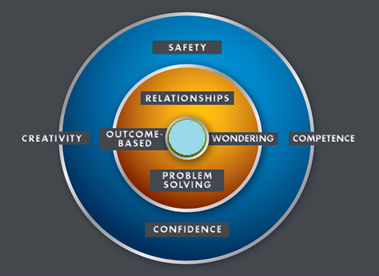 SAFETY
RELATIONSHIPS
CREATIVITY
OUTCOME-
BASED
WONDERING
COMPETENCE
PROBLEM
SOLVING
CONFIDENCE